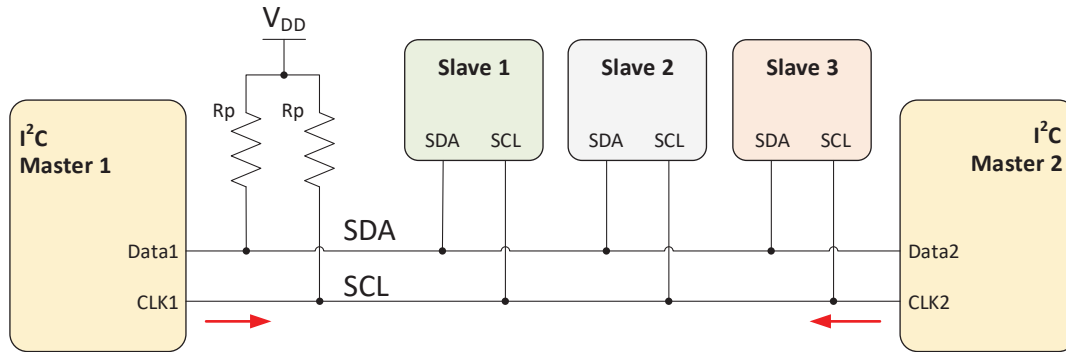 V_DD
Rp
Rp
I²C
Master 1
Data1
CLK1
SDA
SCL
Slave 1
SDA SCL
Slave 2
SDA SCL
Slave 3
SDA SCL
I²C
Master 2
Data2
CLK2